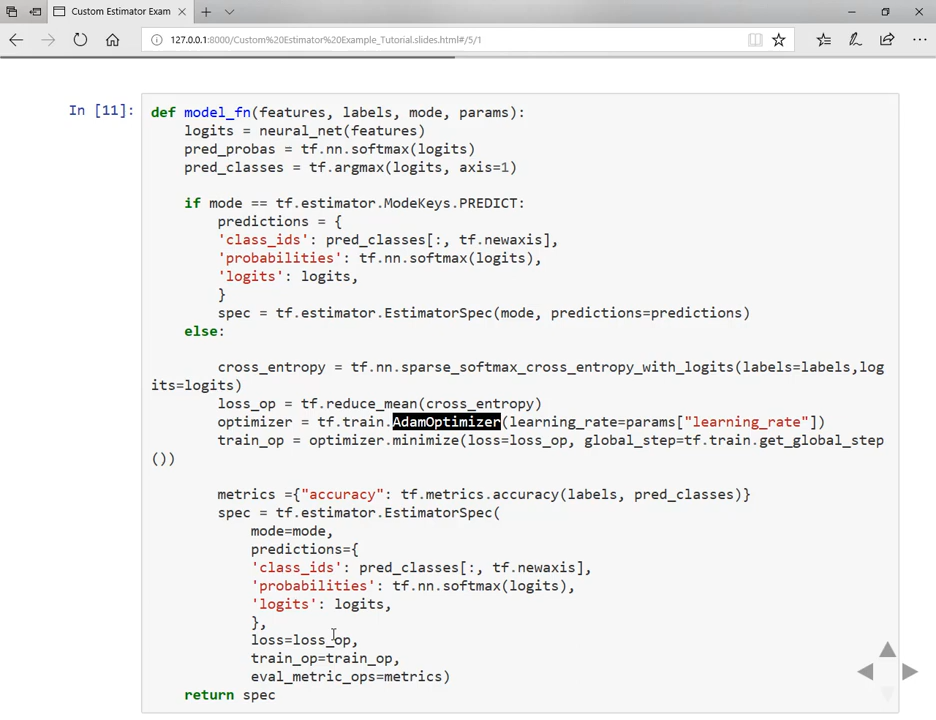 Custom Estimator Exam
127.0.0.1:8000/Custom%20Estimator%20Example_Tutorial.slides.html#/5/1
In [11]:
def model_fn(features, labels, mode, params):
    logits = neural_net(features)
    pred_probas = tf.nn.softmax(logits)
    pred_classes = tf.argmax(logits, axis=1)
    if mode == tf.estimator.ModeKeys.PREDICT:
        predictions = {
        'class_ids': pred_classes[:, tf.newaxis],
        'probabilities': tf.nn.softmax(logits),
        'logits': logits,
        }
        spec = tf.estimator.EstimatorSpec(mode, predictions=predictions)
    else:
        cross_entropy = tf.nn.sparse_softmax_cross_entropy_with_logits(labels=labels,log
its=logits)
        loss_op = tf.reduce_mean(cross_entropy)
        optimizer = tf.train.AdamOptimizer(learning_rate=params["learning_rate"])
        train_op = optimizer.minimize(loss=loss_op, global_step=tf.train.get_global_step
())
        metrics ={"accuracy": tf.metrics.accuracy(labels, pred_classes)}
        spec = tf.estimator.EstimatorSpec(
            mode=mode,
            predictions={
            'class_ids': pred_classes[:, tf.newaxis],
            'probabilities': tf.nn.softmax(logits),
            'logits': logits,
            },
            loss=loss_op,
            train_op=train_op,
            eval_metric_ops=metrics)
    return spec